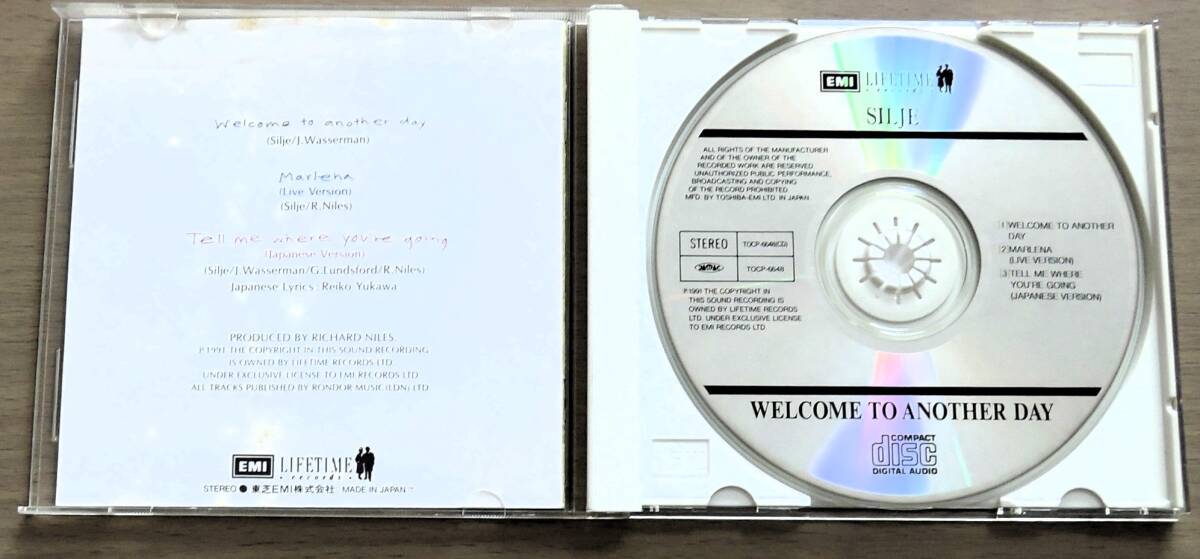 Welcome to another day
(Silje/J.Wasserman)
Marlena
(Live Version)
(Silje/R.Niles)
Tell me where you're going
(Japanese Version)
(Silje/J.Wasserman/G.Lundsford/R.Niles)
Japanese Lyrics : Reiko Yukawa
PRODUCED BY RICHARD NILES.
P.1991 THE COPYRIGHT IN THIS SOUND RECORDING
IS OWNED BY LIFETIME RECORDS LTD.
UNDER EXCLUSIVE LICENSE TO EMI RECORDS LTD
ALL TRACKS PUBLISHED BY RONDOR MUSIC (LDN) LTD.
EMI LIFETIME
records
STEREO ● 東芝EMI株式会社 MADE IN JAPAN
EMI LIFETIME
records
SILJE
ALL RIGHTS OF THE MANUFACTURER
AND OF THE OWNER OF THE
RECORDED WORK ARE RESERVED.
UNAUTHORIZED PUBLIC PERFORMANCE,
BROADCASTING AND COPYING
OF THE RECORD PROHIBITED
MFD. BY TOSHIBA-EMI LTD. IN JAPAN
STEREO TOCP-6648(CD)
TOCP-6648
P.1991 THE COPYRIGHT IN
THIS SOUND RECORDING IS
OWNED BY LIFETIME RECORDS
LTD. UNDER EXCLUSIVE LICENSE
TO EMI RECORDS LTD.
1 WELCOME TO ANOTHER
DAY
2 MARLENA
(LIVE VERSION)
3 TELL ME WHERE
YOU'RE GOING
(JAPANESE VERSION)
WELCOME TO ANOTHER DAY
COMPACT
disc
DIGITAL AUDIO